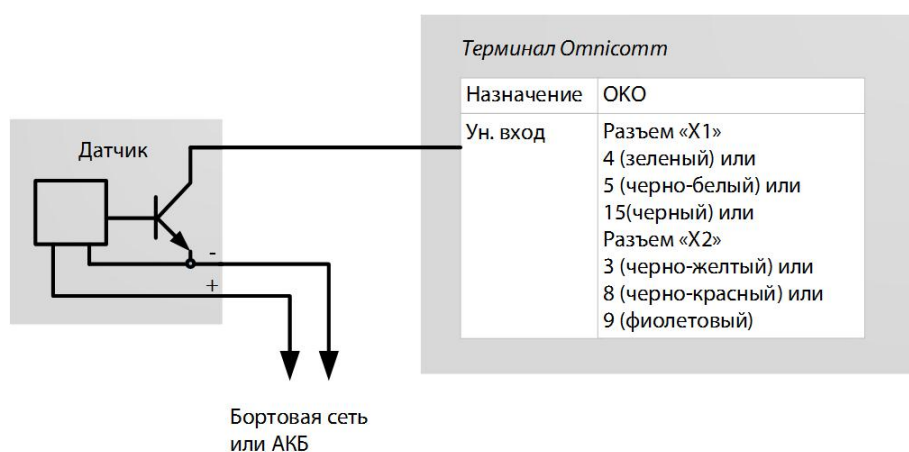 Терминал Omnicomm
Назначение
ОКО
Ун. вход
Разъем «X1»
4 (зеленый) или
5 (черно-белый) или
15(черный) или
Разъем «X2»
3 (черно-желтый) или
8 (черно-красный) или
9 (фиолетовый)
Датчик
-
+
Бортовая сеть
или АКБ